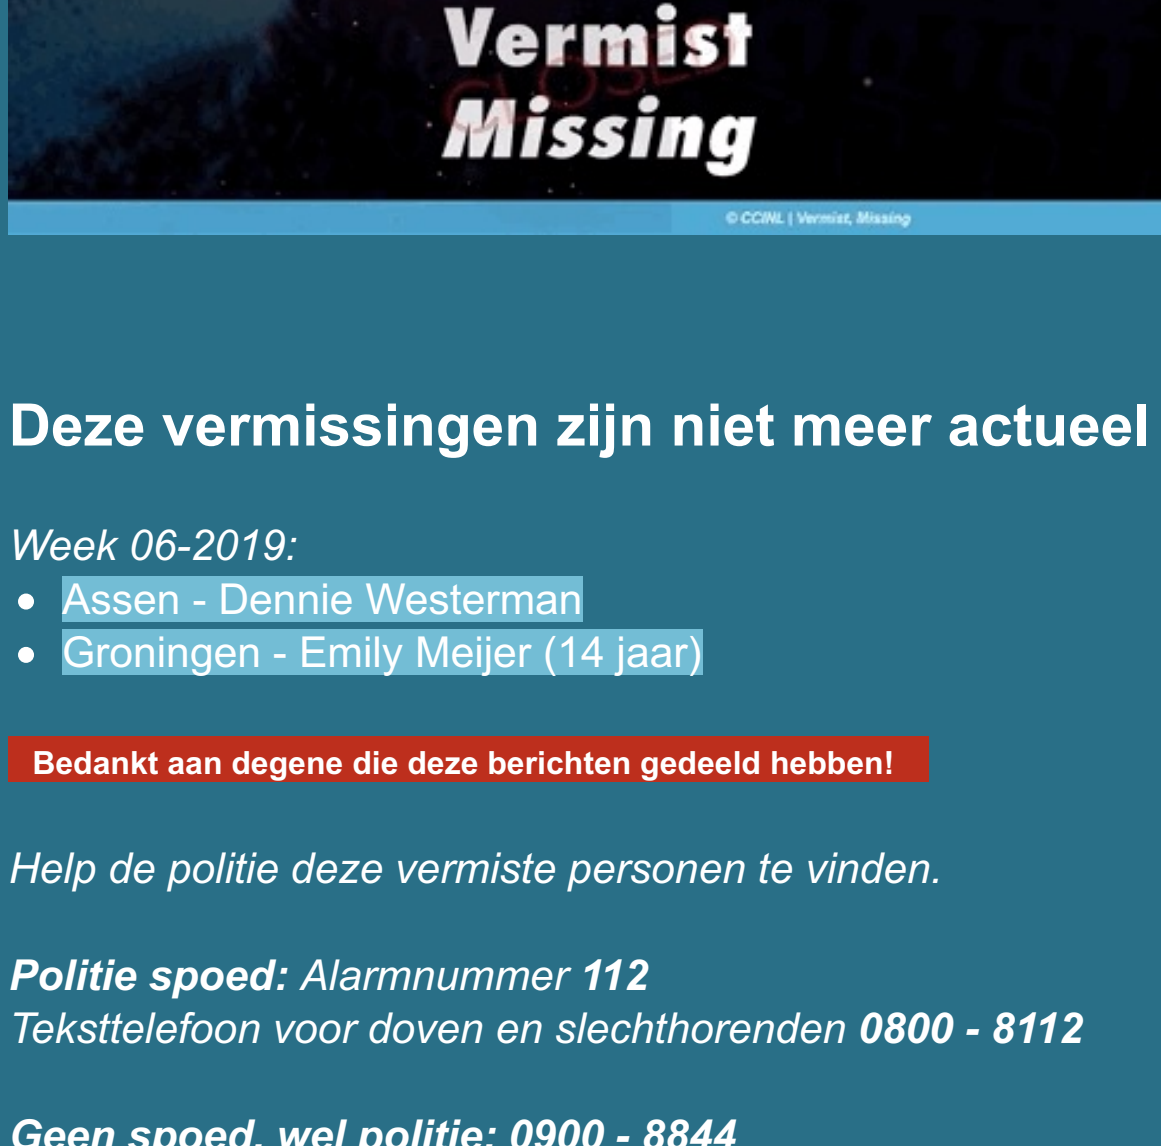 Vermist
CLOSED
Missing
© CCINL | Vermist, Missing
Deze vermissingen zijn niet meer actueel
Week 06-2019:
Assen - Dennie Westerman
Groningen - Emily Meijer (14 jaar)
Bedankt aan degene die deze berichten gedeeld hebben!
Help de politie deze vermiste personen te vinden.
Politie spoed: Alarmnummer 112
Teksttelefoon voor doven en slechthorenden 0800 - 8112
Geen spoed, wel politie: 0900 - 8844